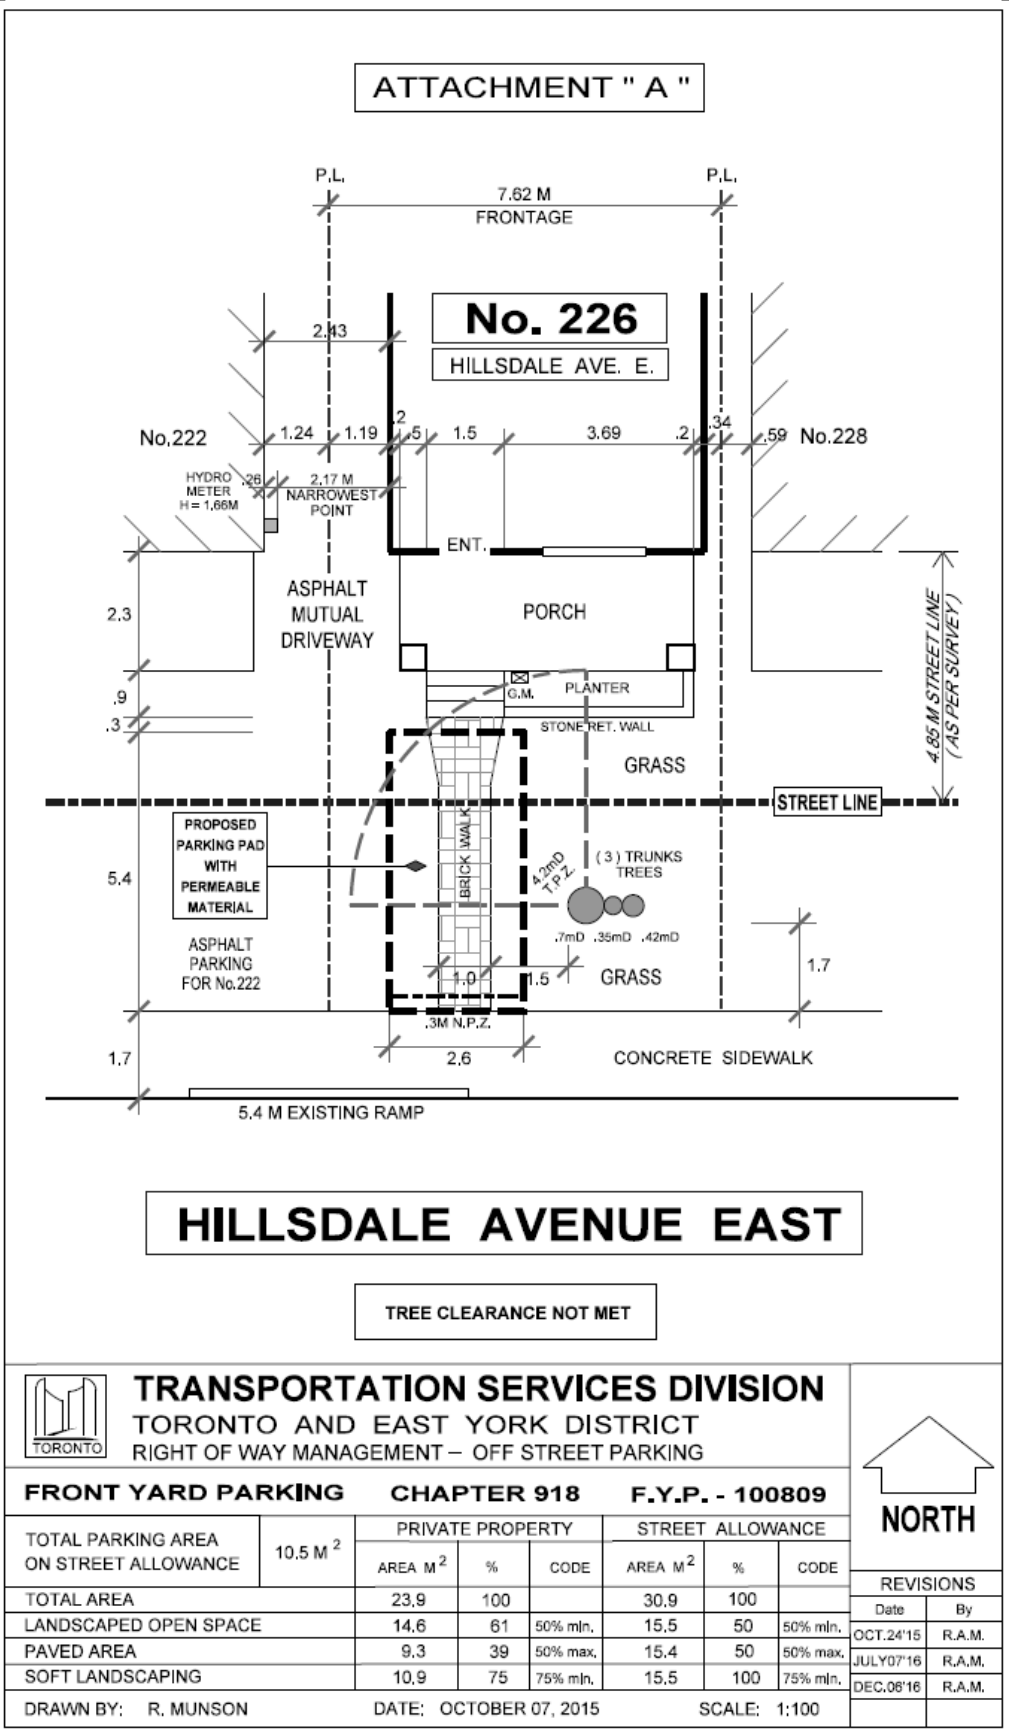 ATTACHMENT " A "
P.L. P.L.
7.62 M
FRONTAGE
No. 226
HILLSDALE AVE. E.
2.43
No.222 1.24 1.19 .2 .5 1.5 3.69 .2 .34 .59 No.228
HYDRO
METER
H = 1.66M
.26 2.17 M
NARROWEST
POINT
ENT.
ASPHALT
MUTUAL
DRIVEWAY
PORCH
2.3
.9
.3
5.4
1.7
4.85 M STREET LINE
( AS PER SURVEY )
G.M. PLANTER
STONE RET. WALL
GRASS
STREET LINE
PROPOSED
PARKING PAD
WITH
PERMEABLE
MATERIAL
BRICK WALK
4.2mD
T.P.Z.
( 3 ) TRUNKS
TREES
.7mD .35mD .42mD
ASPHALT
PARKING
FOR No.222
1.0 1.5 GRASS
1.7
.3M N.P.Z.
2.6
CONCRETE SIDEWALK
5.4 M EXISTING RAMP
HILLSDALE AVENUE EAST
TREE CLEARANCE NOT MET
TORONTO
TRANSPORTATION SERVICES DIVISION
TORONTO AND EAST YORK DISTRICT
RIGHT OF WAY MANAGEMENT – OFF STREET PARKING
NORTH
FRONT YARD PARKING CHAPTER 918 F.Y.P. - 100809
TOTAL PARKING AREA
ON STREET ALLOWANCE
10.5 M 2
PRIVATE PROPERTY STREET ALLOWANCE
AREA M 2 % CODE AREA M 2 % CODE
TOTAL AREA 23.9 100 30.9 100
LANDSCAPED OPEN SPACE 14.6 61 50% min. 15.5 50 50% min.
PAVED AREA 9.3 39 50% max. 15.4 50 50% max.
SOFT LANDSCAPING 10.9 75 75% min. 15.5 100 75% min.
REVISIONS
Date By
OCT.24'15 R.A.M.
JULY07'16 R.A.M.
DEC.06'16 R.A.M.
DRAWN BY: R. MUNSON DATE: OCTOBER 07, 2015 SCALE: 1:100